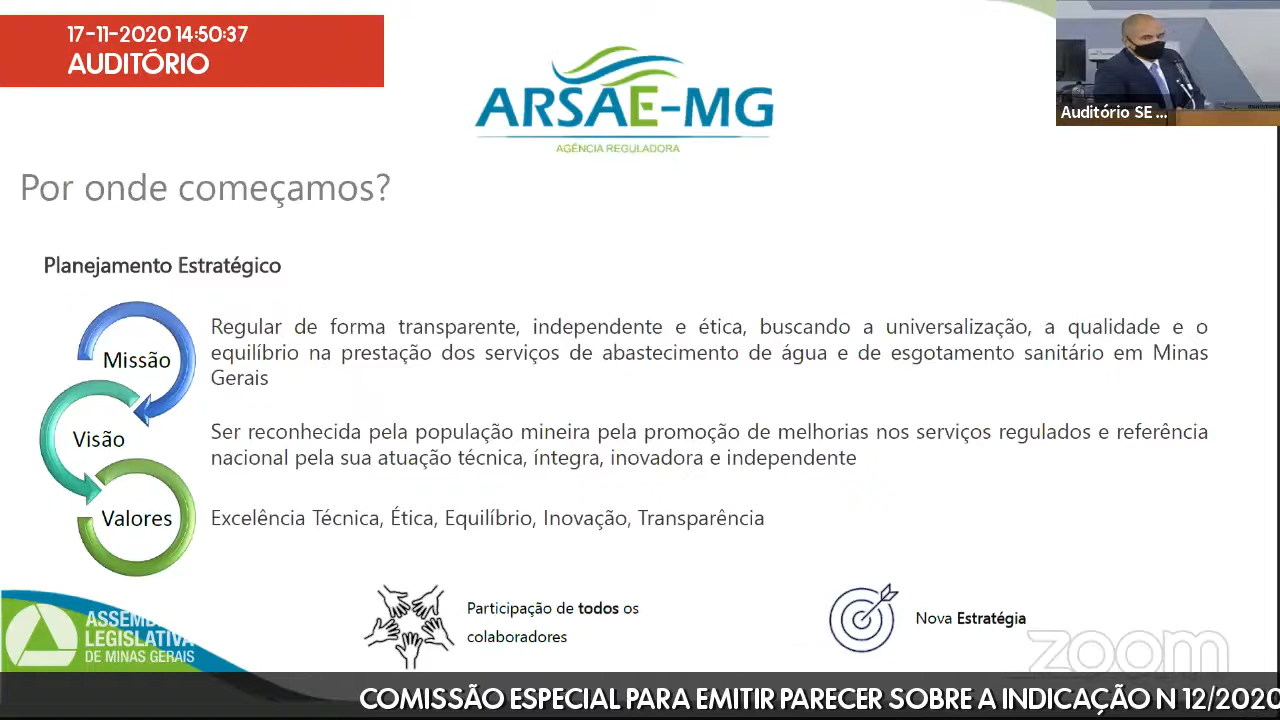 17-11-2020 14:50:37
AUDITÓRIO
ARSAE-MG
AGÊNCIA REGULADORA
Auditório SE ...
Por onde começamos?
Planejamento Estratégico
Missão
Regular de forma transparente, independente e ética, buscando a universalização, a qualidade e o
equilíbrio na prestação dos serviços de abastecimento de água e de esgotamento sanitário em Minas
Gerais
Visão
Ser reconhecida pela população mineira pela promoção de melhorias nos serviços regulados e referência
nacional pela sua atuação técnica, íntegra, inovadora e independente
Valores
Excelência Técnica, Ética, Equilíbrio, Inovação, Transparência
Participação de todos os
colaboradores
Nova Estratégia
LEGISLATIVA
DE MINAS GERAIS
zoom
COMISSÃO ESPECIAL PARA EMITIR PARECER SOBRE A INDICAÇÃO N 12/2020